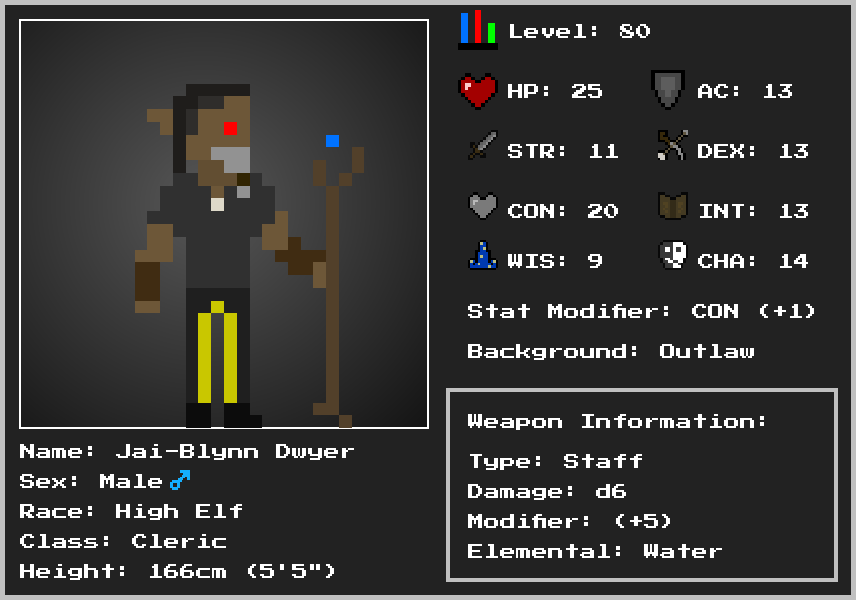 Level: 80
HP: 25
AC: 13
STR: 11
DEX: 13
CON: 20
INT: 13
WIS: 9
CHA: 14
Stat Modifier: CON (+1)
Background: Outlaw
Weapon Information:
Type: Staff
Damage: d6
Modifier: (+5)
Elemental: Water
Name: Jai-Blynn Dwyer
Sex: Male ♂
Race: High Elf
Class: Cleric
Height: 166cm (5'5")